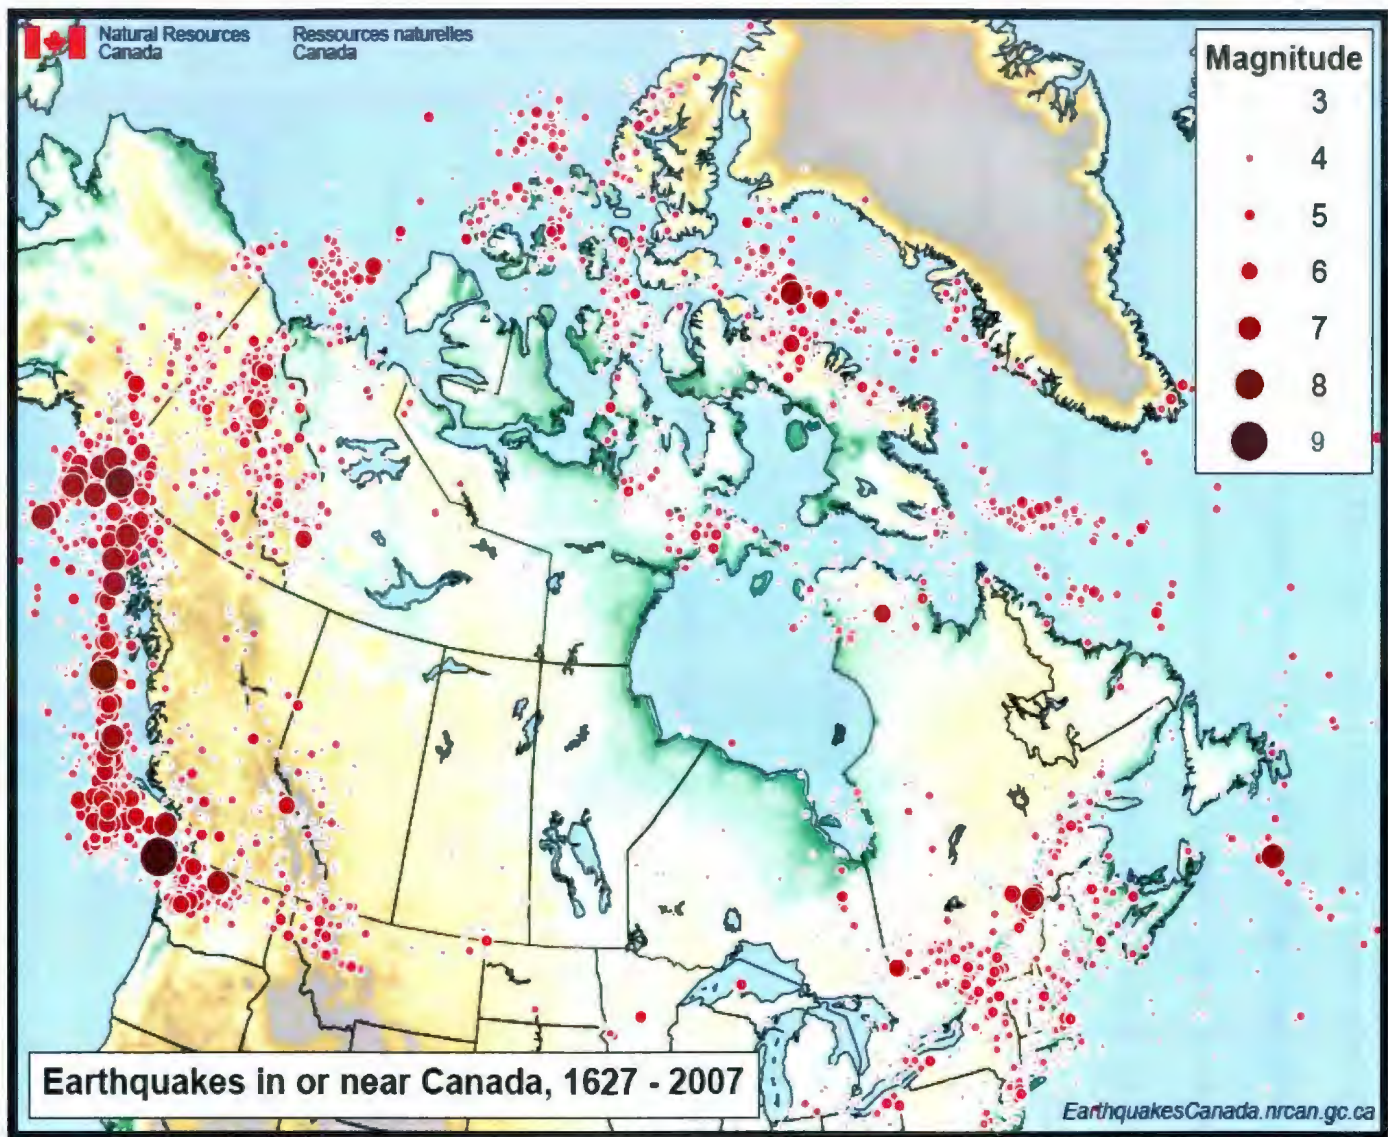 Natural Resources
Canada
Ressources naturelles
Canada
Magnitude
3
4
5
6
7
8
9
Earthquakes in or near Canada, 1627 - 2007
EarthquakesCanada.nrcan.gc.ca